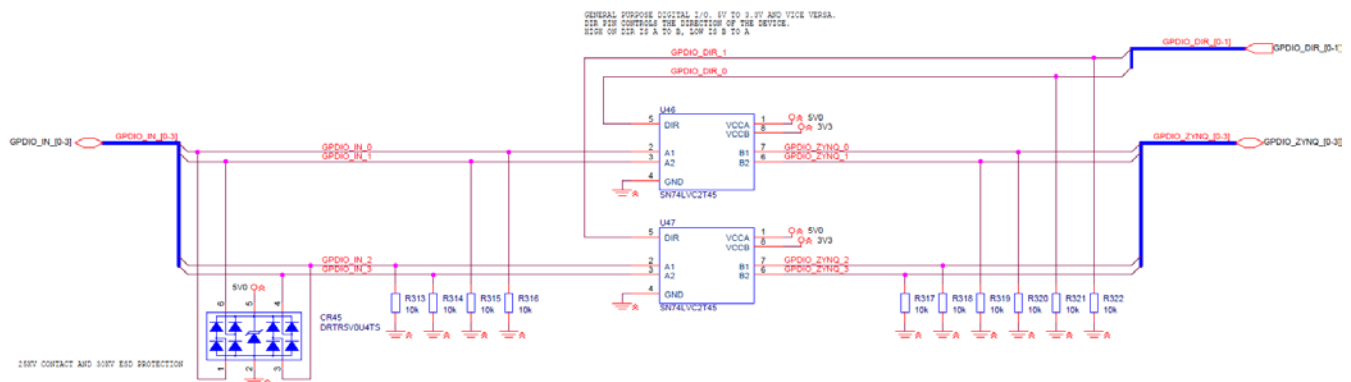 GENERAL PURPOSE DIGITAL I/O. 5V TO 3.3V AND VICE VERSA.
DIR PIN CONTROLS THE DIRECTION OF THE DEVICE.
HIGH ON DIR IS A TO B, LOW IS B TO A
GPDIO_DIR_1
GPDIO_DIR_[0-1]
GPDIO_DIR_[0-1]
GPDIO_DIR_0
U46
5 DIR VCCA 1 5V0
VCCB 8 3V3
GPDIO_IN_[0-3]
GPDIO_IN_[0-3]
GPDIO_ZYNQ_[0-3]
GPDIO_ZYNQ_[0-3]
GPDIO_IN_0 2 A1 B1 7 GPDIO_ZYNQ_0
GPDIO_IN_1 3 A2 B2 6 GPDIO_ZYNQ_1
4 GND
SN74LVC2T45
U47
5 DIR VCCA 1 5V0
VCCB 8 3V3
GPDIO_IN_2 2 A1 B1 7 GPDIO_ZYNQ_2
GPDIO_IN_3 3 A2 B2 6 GPDIO_ZYNQ_3
4 GND
SN74LVC2T45
5V0
6 5 4
R313 R314 R315 R316
10k 10k 10k 10k
R317 R318 R319 R320 R321 R322
10k 10k 10k 10k 10k 10k
CR45
DRTR5V0U4TS
1 2 3
25KV CONTACT AND 30KV ESD PROTECTION